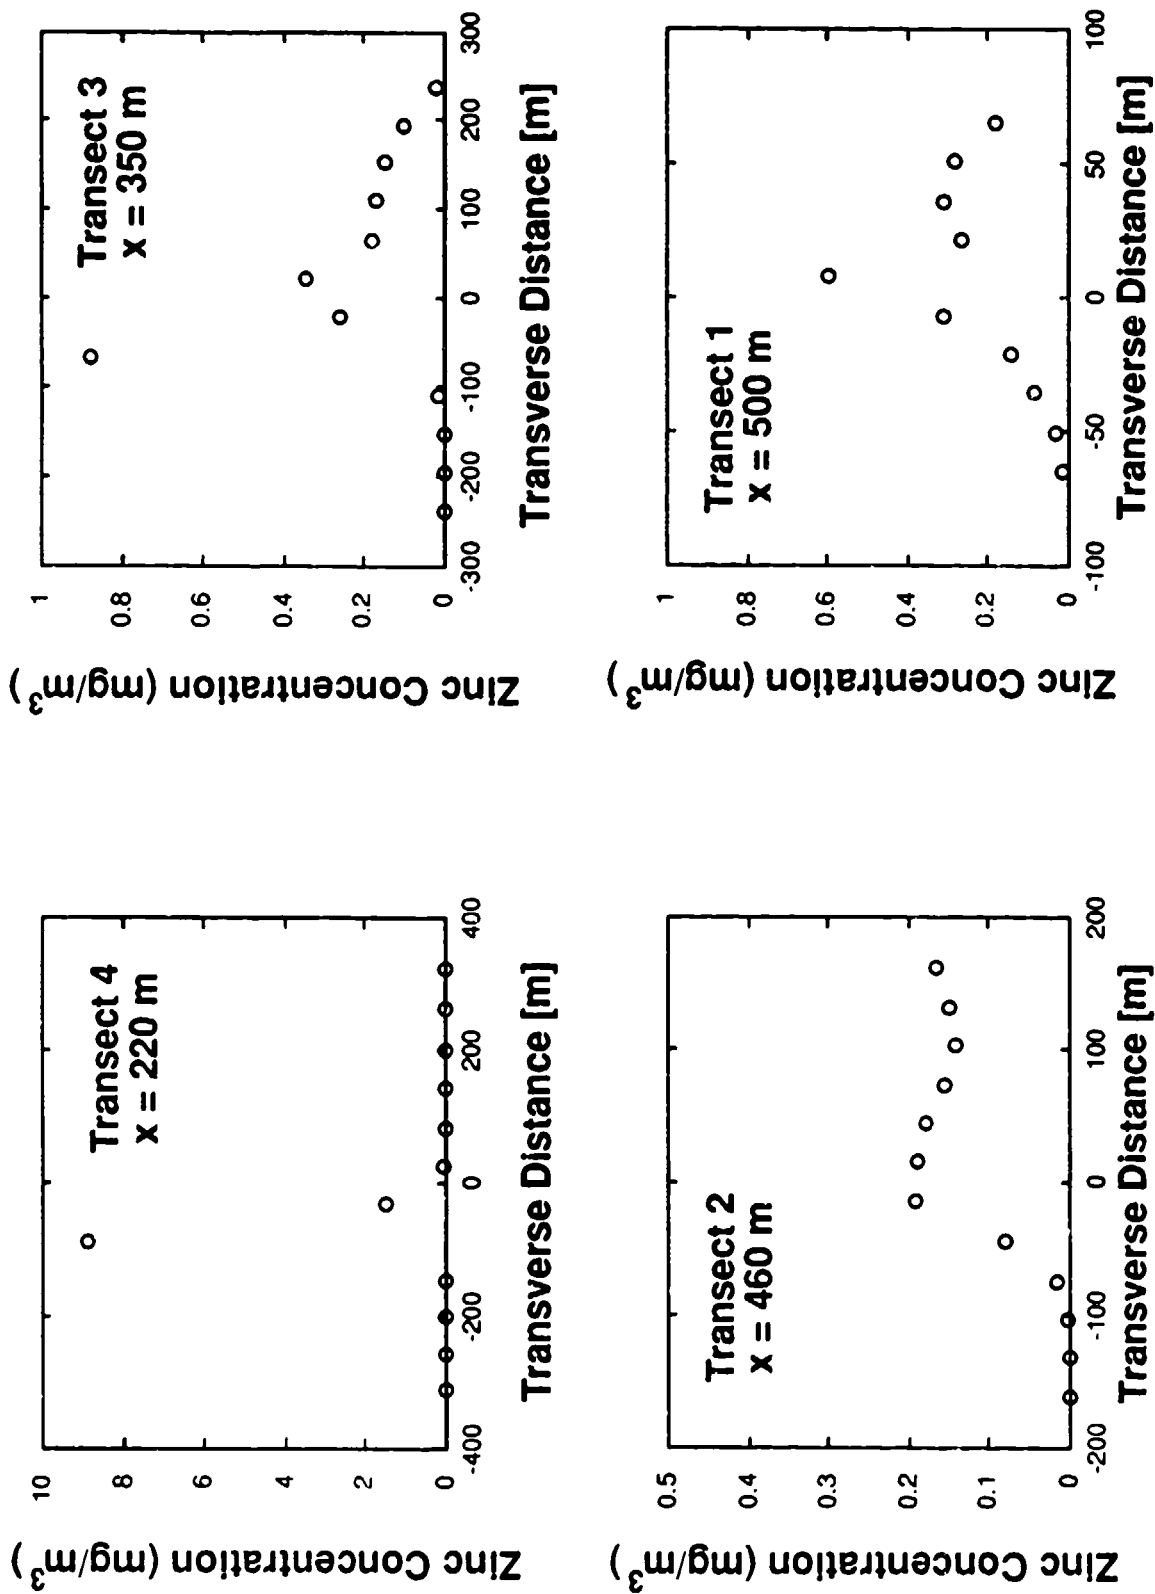 Zinc Concentration (mg/m³)
10
8
6
4
2
0
Transect 4
x = 220 m
-400
-200
0
200
400
Transverse Distance [m]
Zinc Concentration (mg/m³)
1
0.8
0.6
0.4
0.2
0
Transect 3
x = 350 m
-300
-200
-100
0
100
200
300
Transverse Distance [m]
Zinc Concentration (mg/m³)
0.5
0.4
0.3
0.2
0.1
0
Transect 2
x = 460 m
-200
-100
0
100
200
Transverse Distance [m]
Zinc Concentration (mg/m³)
1
0.8
0.6
0.4
0.2
0
Transect 1
x = 500 m
-100
-50
0
50
100
Transverse Distance [m]